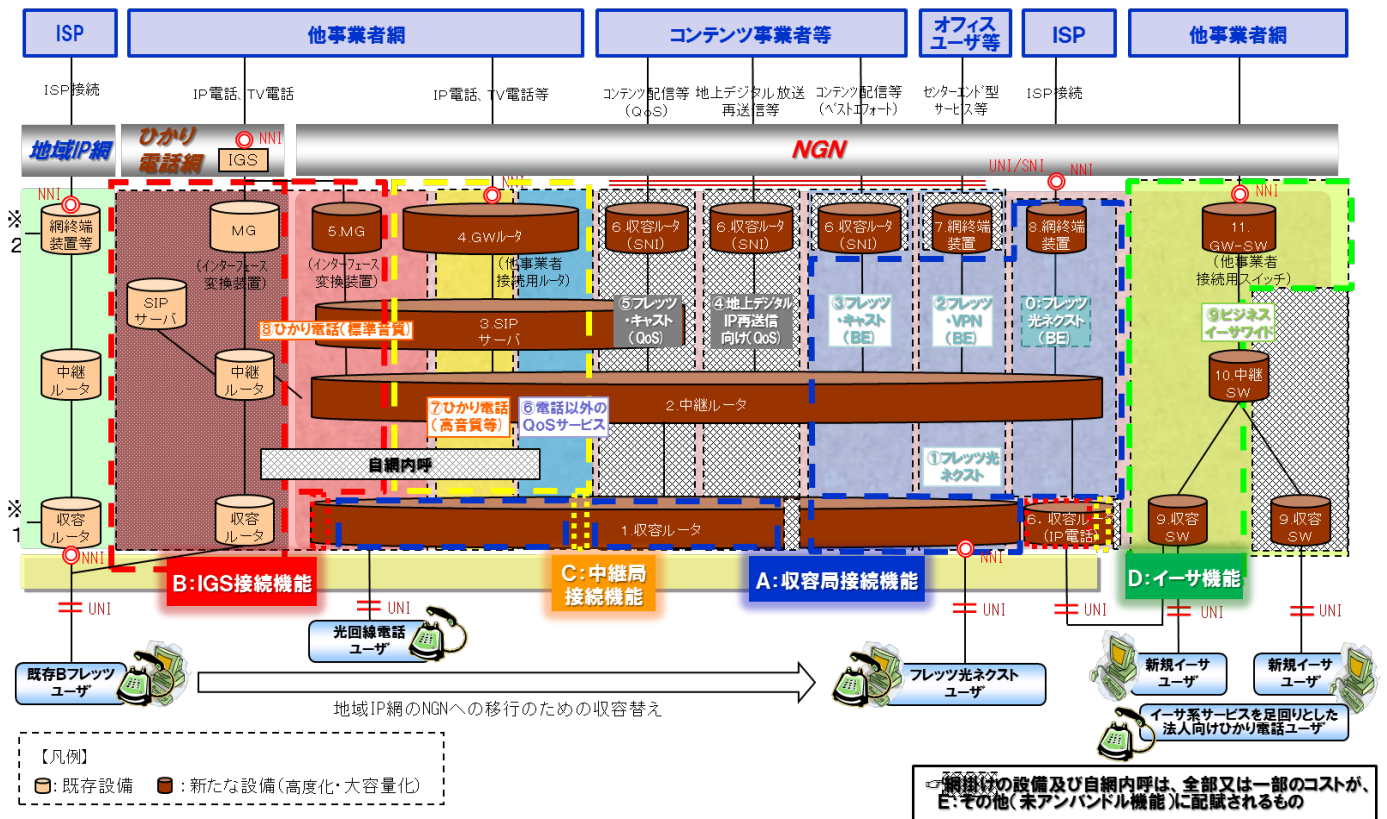 ISP
他事業者網
コンテンツ事業者等
オフィス
ユーザ等
ISP
他事業者網
ISP接続
IP電話、TV電話
IP電話、TV電話等
コンテンツ配信等
(QoS)
地上デジタル放送
再送信等
コンテンツ配信等
(ベストエフォート)
センターエンド型
サービス等
ISP接続
地域IP網
ひかり
電話網
NNI
IGS
NGN
UNI/SNI
NNI
NNI
NNI
NNI
※
2
網終端
装置等
MG
(インターフェース
変換装置)
5.MG
(インターフェース
変換装置)
4.GWルータ
(他事業者
接続用ルータ)
6.収容ルータ
(SNI)
6.収容ルータ
(SNI)
6.収容ルータ
(SNI)
7.網終端
装置
8.網終端
装置
11.
GW-SW
(他事業者
接続用スイッチ)
SIP
サーバ
⑧ひかり電話(標準音質)
3.SIP
サーバ
⑤フレッツ
・キャスト
(QoS)
④地上デジタル
IP再送信
向け(QoS)
③フレッツ
・キャスト
(BE)
②フレッツ
・VPN
(BE)
0:フレッツ
光ネクスト
(BE)
⑨ビジネス
イーサワイド
中継
ルータ
中継
ルータ
2.中継ルータ
10.中継
SW
⑦ひかり電話
(高音質等)
⑥電話以外の
QoSサービス
自網内呼
①フレッツ光
ネクスト
※
1
収容
ルータ
収容
ルータ
1.収容ルータ
6.収容ルータ
(IP電話)
9.収容
SW
9.収容
SW
NNI
NNI
B:IGS接続機能
C:中継局
接続機能
A:収容局接続機能
D:イーサ機能
UNI
UNI
UNI
UNI
UNI
UNI
光回線電話
ユーザ
既存Bフレッツ
ユーザ
フレッツ光ネクスト
ユーザ
新規イーサ
ユーザ
新規イーサ
ユーザ
地域IP網のNGNへの移行のための収容替え
イーサ系サービスを足回りとした
法人向けひかり電話ユーザ
【凡例】
:既存設備
:新たな設備(高度化・大容量化)
☞網掛けの設備及び自網内呼は、全部又は一部のコストが、
E:その他(未アンバンドル機能)に配賦されるもの